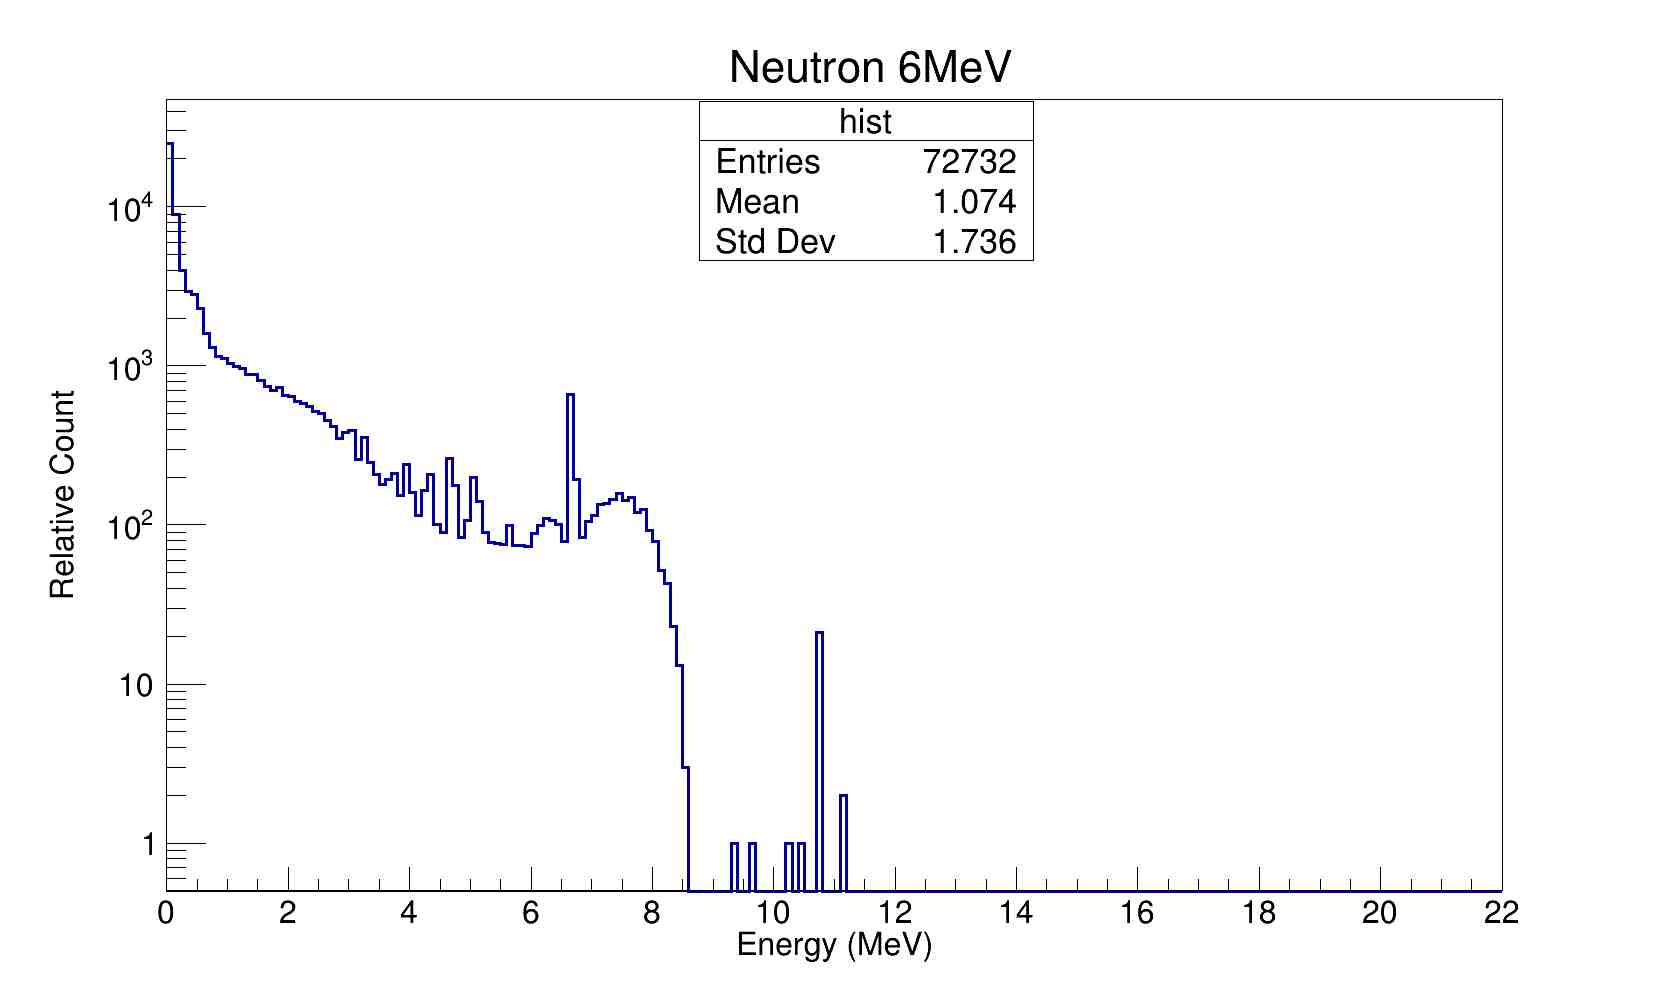 Neutron 6MeV
hist
Entries 72732
Mean 1.074
Std Dev 1.736
10^4
10^3
10^2
10
1
Relative Count
0 2 4 6 8 10 12 14 16 18 20 22
Energy (MeV)